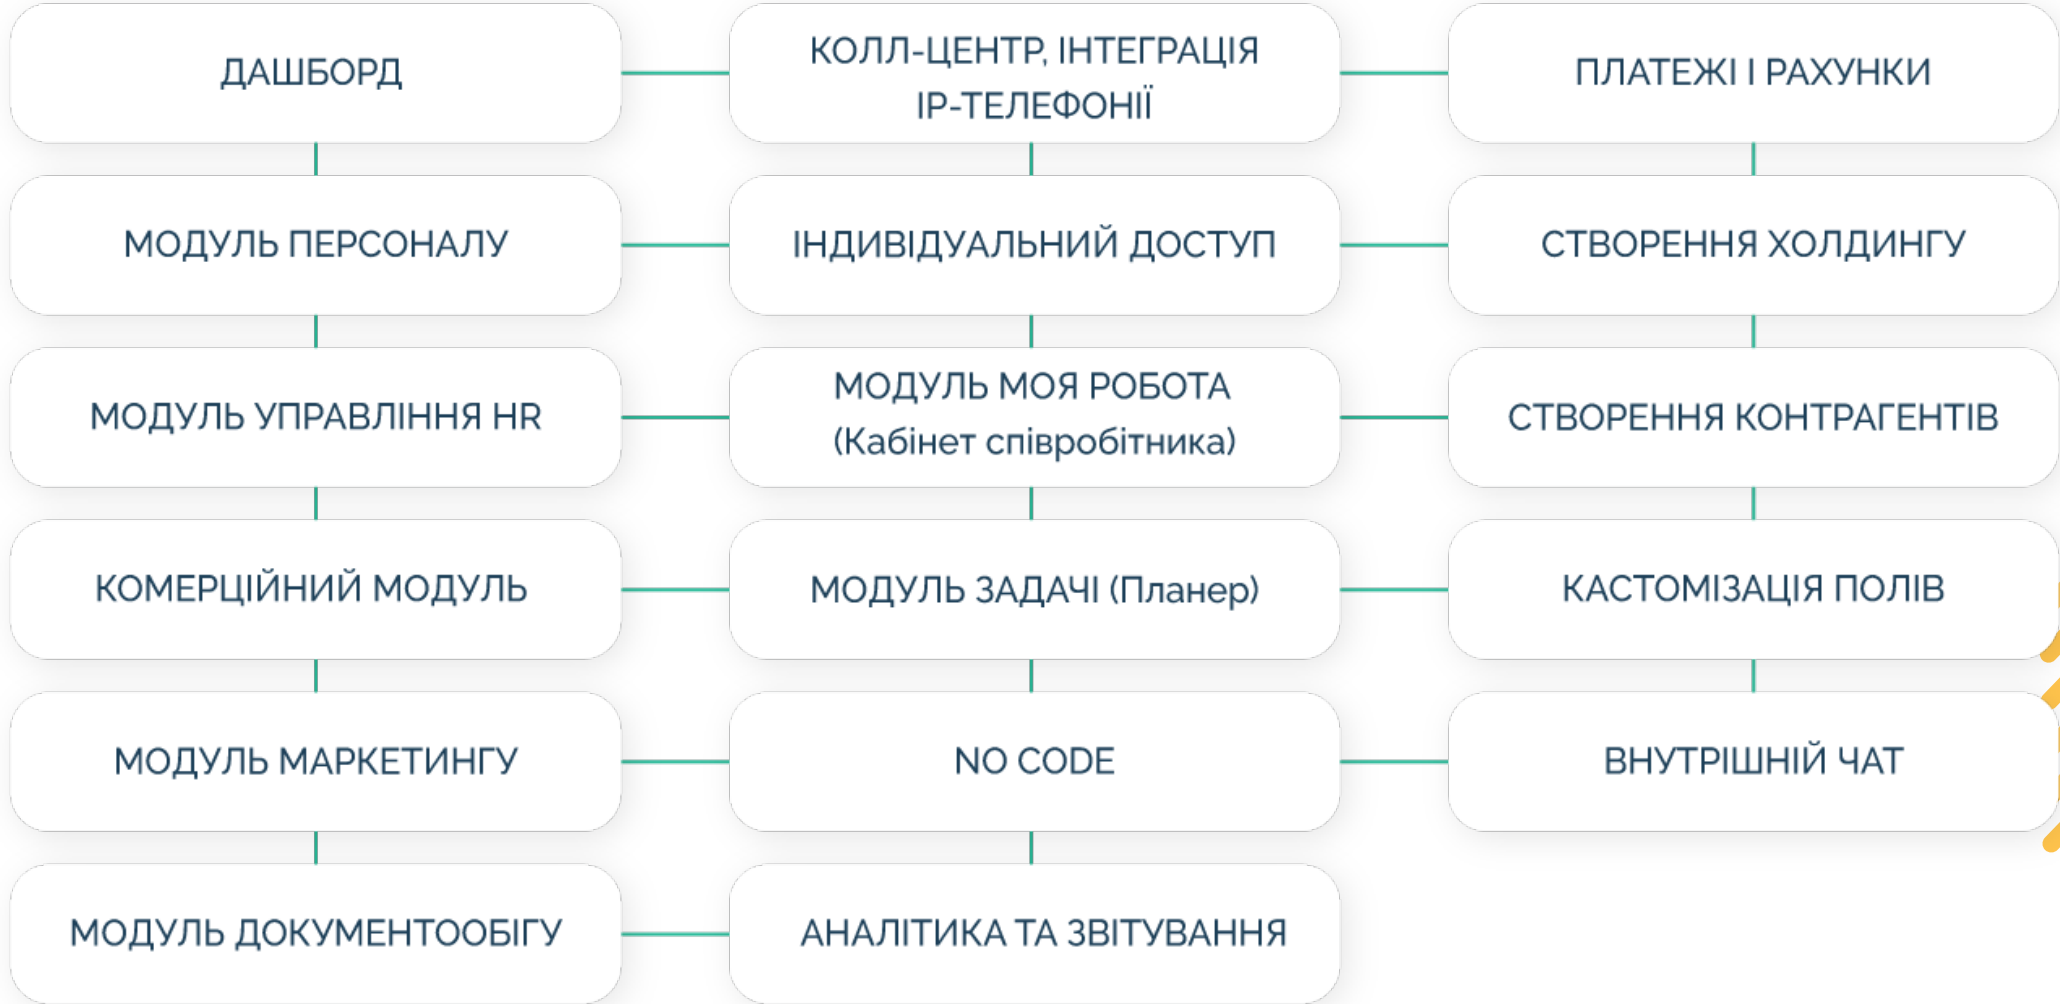 ДАШБОРД
КОЛЛ-ЦЕНТР, ІНТЕГРАЦІЯ
IP-ТЕЛЕФОНІЇ
ПЛАТЕЖІ І РАХУНКИ
МОДУЛЬ ПЕРСОНАЛУ
ІНДИВІДУАЛЬНИЙ ДОСТУП
СТВОРЕННЯ ХОЛДИНГУ
МОДУЛЬ УПРАВЛІННЯ HR
МОДУЛЬ МОЯ РОБОТА
(Кабінет співробітника)
СТВОРЕННЯ КОНТРАГЕНТІВ
КОМЕРЦІЙНИЙ МОДУЛЬ
МОДУЛЬ ЗАДАЧІ (Планер)
КАСТОМІЗАЦІЯ ПОЛІВ
МОДУЛЬ МАРКЕТИНГУ
NO CODE
ВНУТРІШНІЙ ЧАТ
МОДУЛЬ ДОКУМЕНТООБІГУ
АНАЛІТИКА ТА ЗВІТУВАННЯ